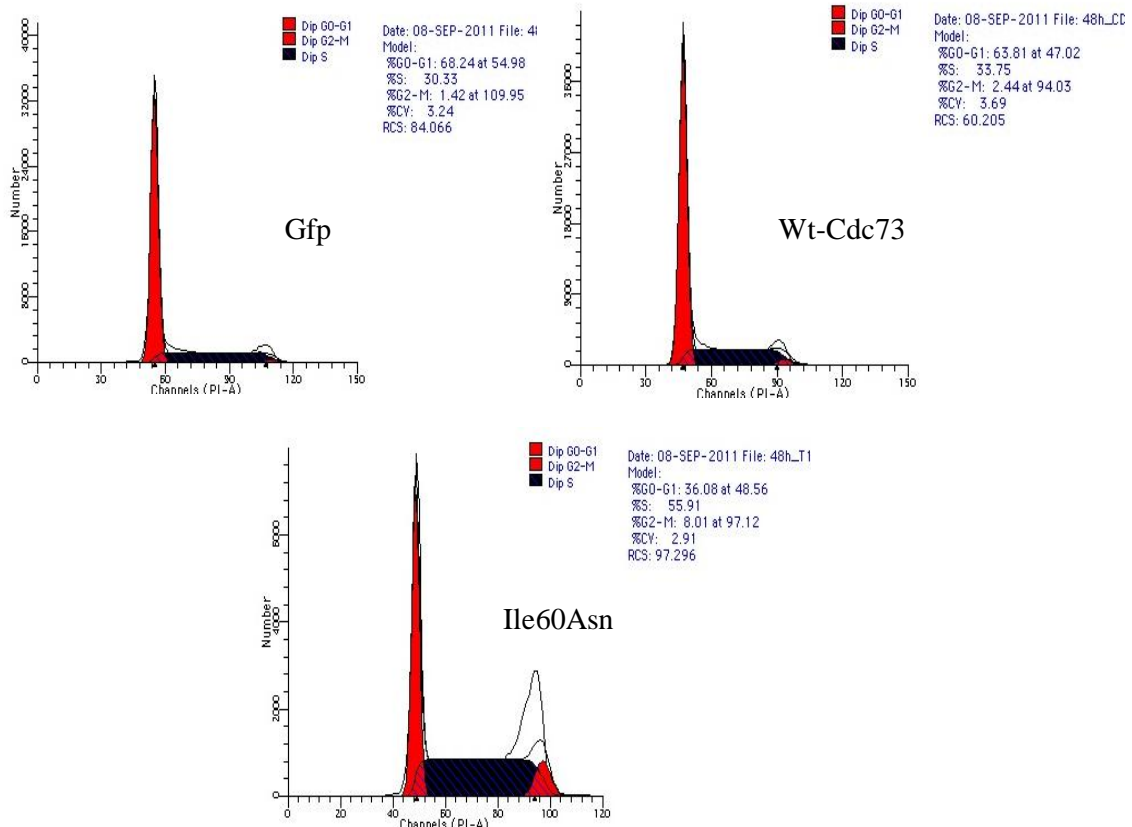 Dip G0-G1
Dip G2-M
Dip S
Date: 08-SEP-2011 File: 48
Model:
%G0-G1: 68.24 at 54.98
%S: 30.33
%G2-M: 1.42 at 109.95
%CV: 3.24
RCS: 84.066
Number
0 8000 16000 24000 32000 40000
Gfp
0 30 60 90 120 150
Channels (PI-A)
Dip G0-G1
Dip G2-M
Dip S
Date: 08-SEP-2011 File: 48h_CD
Model:
%G0-G1: 63.81 at 47.02
%S: 33.75
%G2-M: 2.44 at 94.03
%CV: 3.69
RCS: 60.205
Number
0 9000 18000 27000 36000
Wt-Cdc73
0 30 60 90 120 150
Channels (PI-A)
Dip G0-G1
Dip G2-M
Dip S
Date: 08-SEP-2011 File: 48h_T1
Model:
%G0-G1: 36.08 at 48.56
%S: 55.91
%G2-M: 8.01 at 97.12
%CV: 2.91
RCS: 97.296
Number
0 2000 4000 6000
Ile60Asn
0 20 40 60 80 100 120
Channels (PI-A)